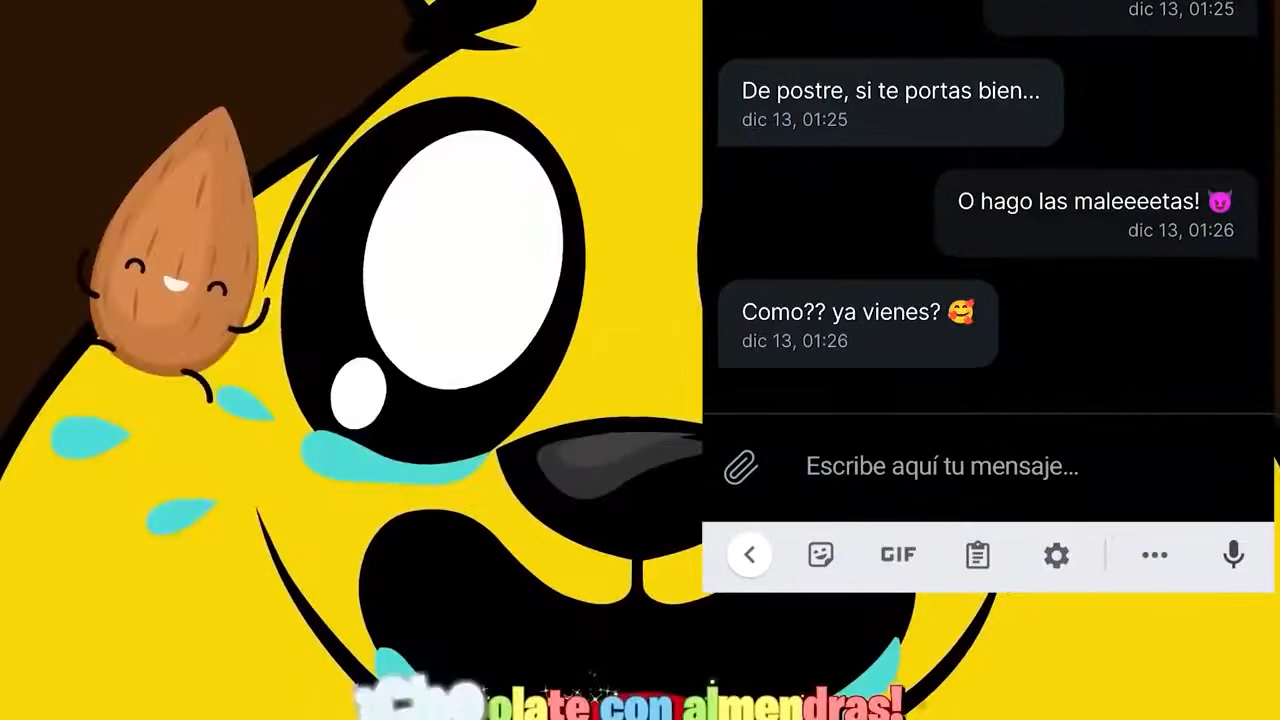 dic 13, 01:25
De postre, si te portas bien...
dic 13, 01:25
O hago las maleeeetas! 😈
dic 13, 01:26
Como?? ya vienes? 🥰
dic 13, 01:26
Escribe aquí tu mensaje...
GIF
¡Chocolate con almendras!